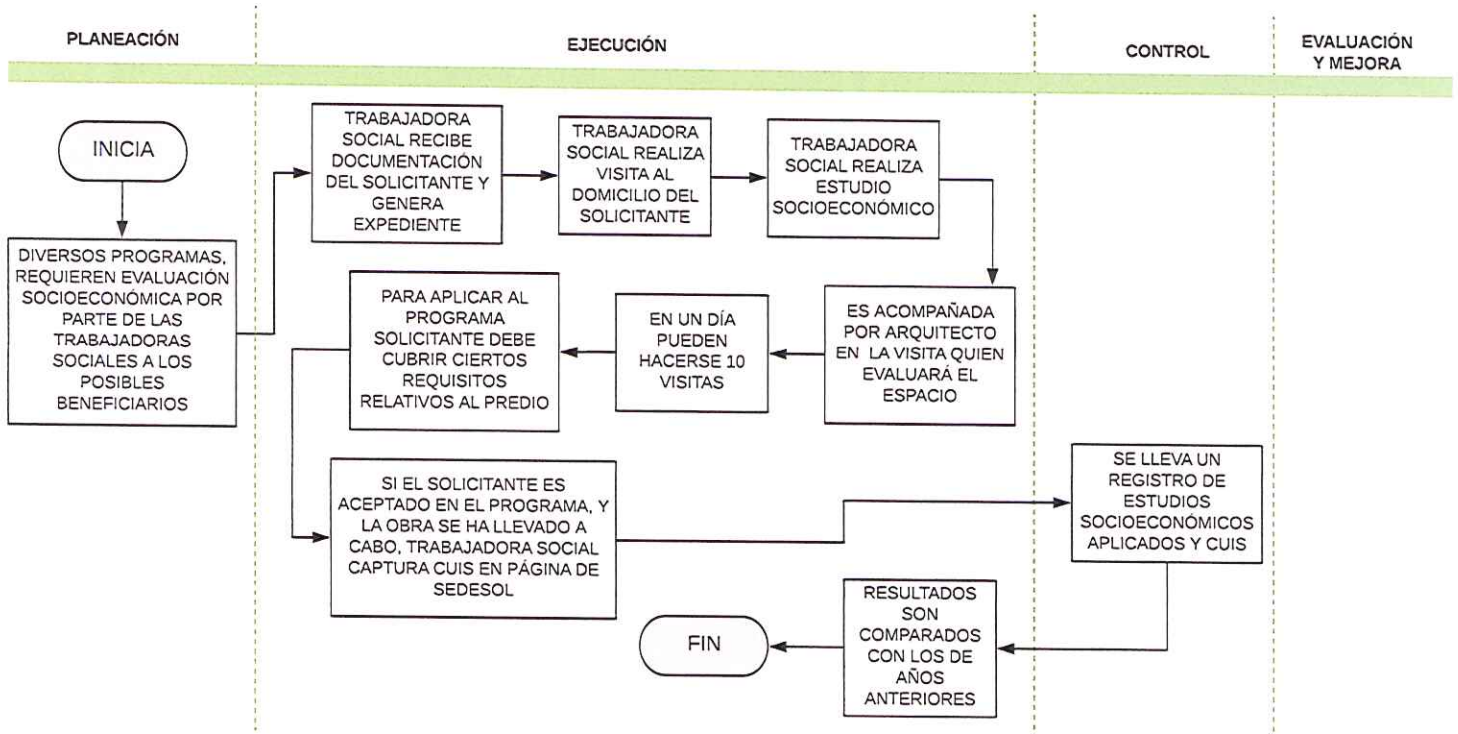 PLANEACIÓN
EJECUCIÓN
CONTROL
EVALUACIÓN
Y MEJORA
INICIA
DIVERSOS PROGRAMAS,
REQUIEREN EVALUACIÓN
SOCIOECONÓMICA POR
PARTE DE LAS
TRABAJADORAS
SOCIALES A LOS
POSIBLES
BENEFICIARIOS
TRABAJADORA
SOCIAL RECIBE
DOCUMENTACIÓN
DEL SOLICITANTE Y
GENERA
EXPEDIENTE
TRABAJADORA
SOCIAL REALIZA
VISITA AL
DOMICILIO DEL
SOLICITANTE
TRABAJADORA
SOCIAL REALIZA
ESTUDIO
SOCIOECONÓMICO
ES ACOMPAÑADA
POR ARQUITECTO
EN LA VISITA QUIEN
EVALUARÁ EL
ESPACIO
EN UN DÍA
PUEDEN
HACERSE 10
VISITAS
PARA APLICAR AL
PROGRAMA
SOLICITANTE DEBE
CUBRIR CIERTOS
REQUISITOS
RELATIVOS AL PREDIO
SI EL SOLICITANTE ES
ACEPTADO EN EL PROGRAMA, Y
LA OBRA SE HA LLEVADO A
CABO, TRABAJADORA SOCIAL
CAPTURA CUIS EN PÁGINA DE
SEDESOL
SE LLEVA UN
REGISTRO DE
ESTUDIOS
SOCIOECONÓMICOS
APLICADOS Y CUIS
RESULTADOS
SON
COMPARADOS
CON LOS DE
AÑOS
ANTERIORES
FIN